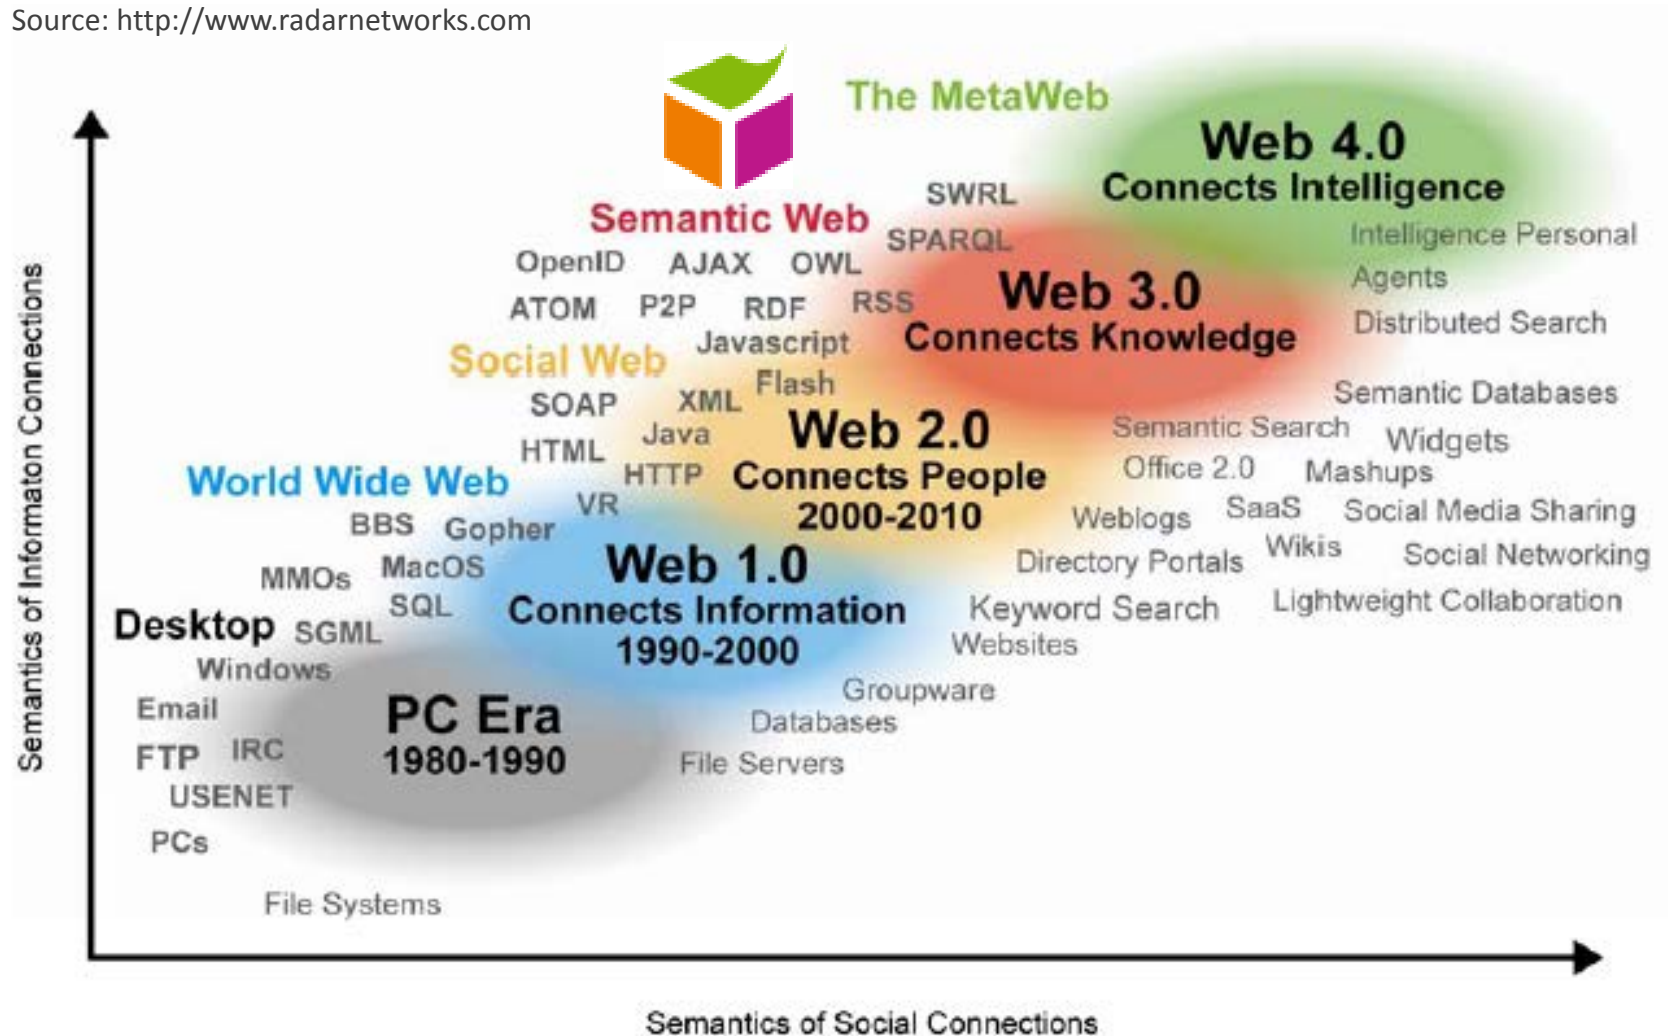 Source: http://www.radarnetworks.com
The MetaWeb
Web 4.0
Connects Intelligence
SWRL
Semantic Web
SPARQL
Intelligence Personal
Agents
OpenID AJAX OWL
Web 3.0
Connects Knowledge
ATOM P2P RDF RSS
Distributed Search
Javascript
Social Web
Flash
Semantic Databases
SOAP XML
Web 2.0
Connects People
2000-2010
Java
Semantic Search
Widgets
HTML
HTTP
Office 2.0
Mashups
World Wide Web
VR
Weblogs
SaaS
Social Media Sharing
BBS Gopher
Web 1.0
Connects Information
1990-2000
Directory Portals
Wikis
Social Networking
MMOs MacOS
SQL
Keyword Search
Lightweight Collaboration
Desktop SGML
Websites
Windows
Groupware
Email
PC Era
1980-1990
Databases
FTP IRC
File Servers
USENET
PCs
File Systems
Semantics of Informaton Connections
Semantics of Social Connections